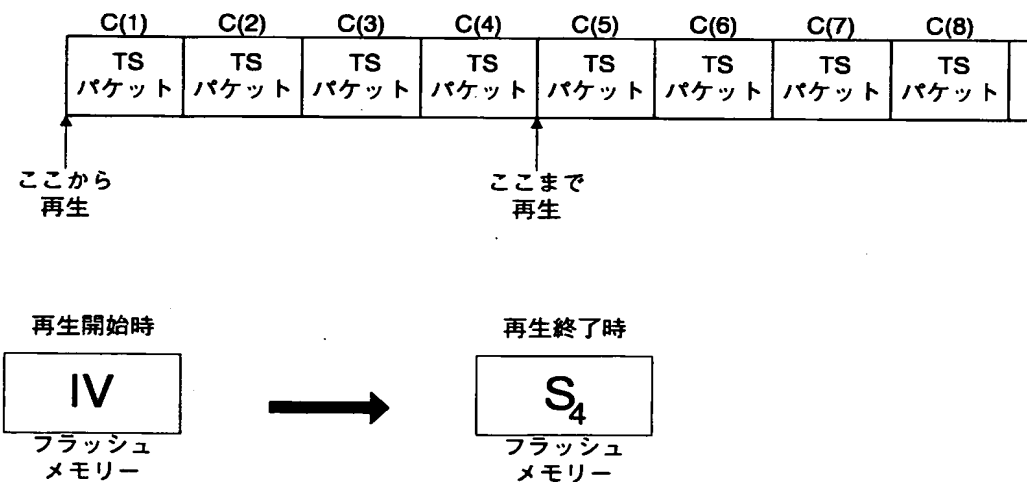 C(1) C(2) C(3) C(4) C(5) C(6) C(7) C(8)
TS TS TS TS TS TS TS TS
パケット パケット パケット パケット パケット パケット パケット パケット
ここから ここまで
再生 再生
再生開始時 再生終了時
IV S4
フラッシュ フラッシュ
メモリー メモリー